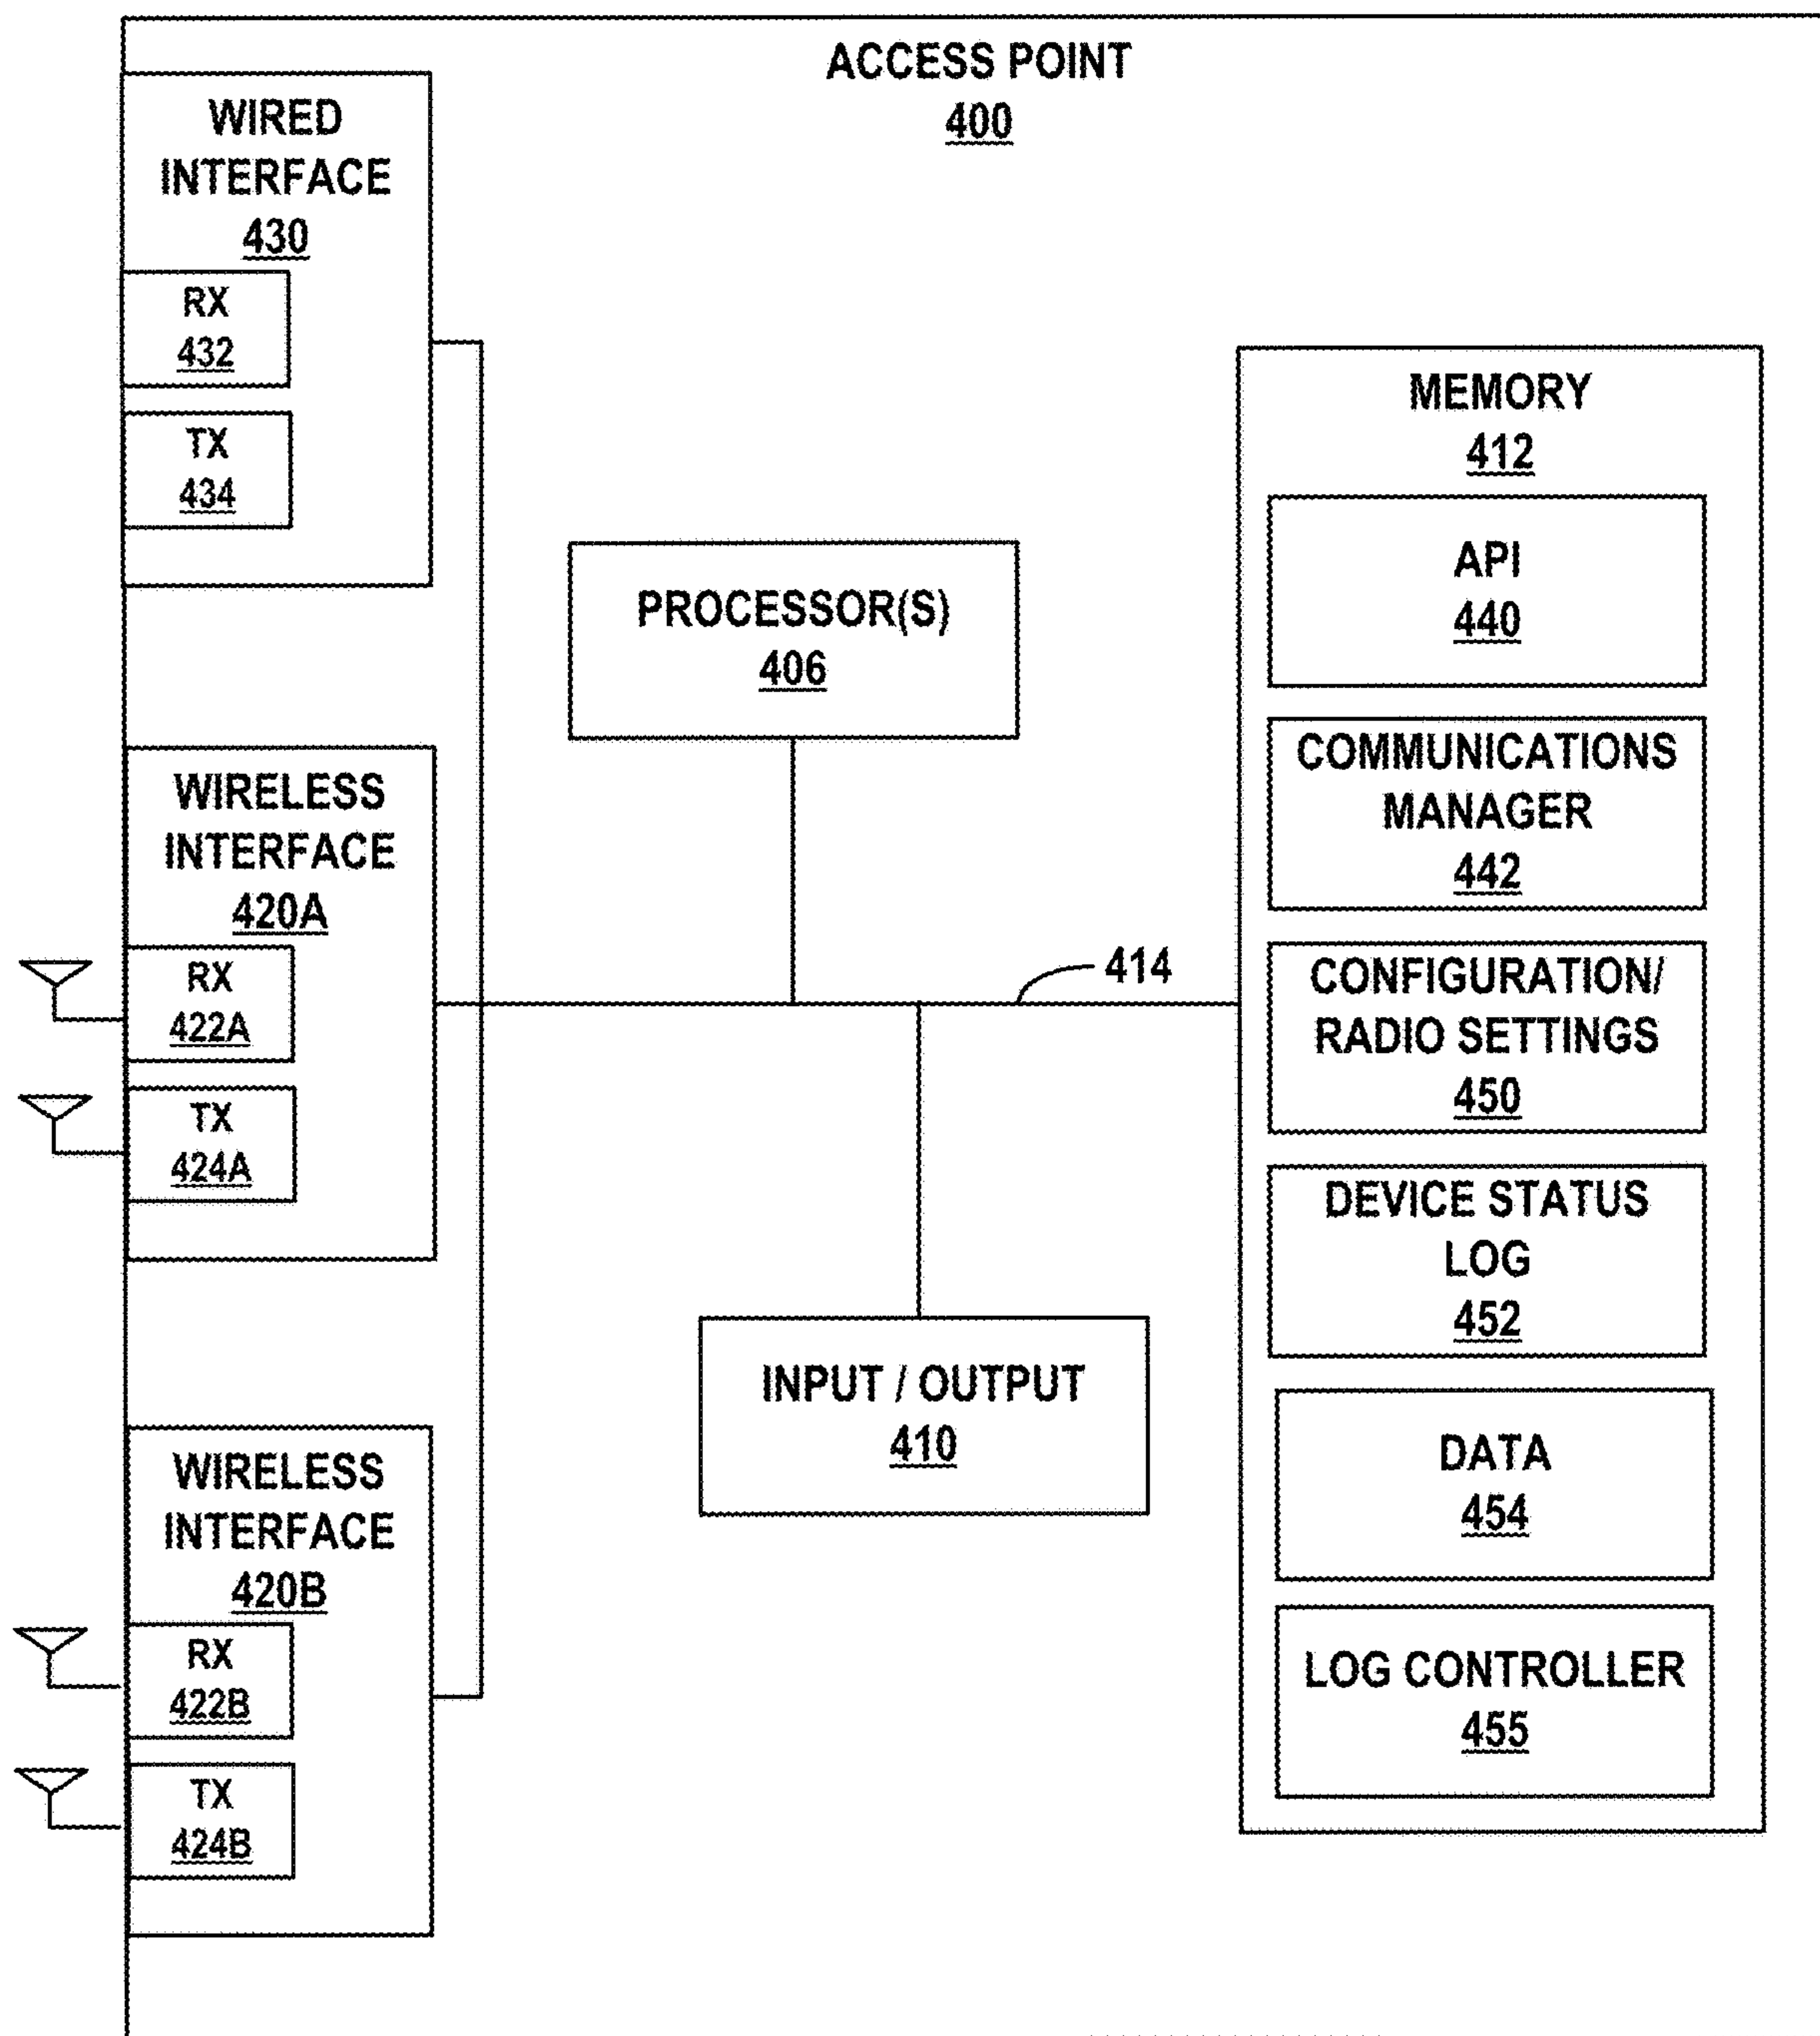 ACCESS POINT
400
WIRED
INTERFACE
430
RX
432
TX
434
WIRELESS
INTERFACE
420A
RX
422A
TX
424A
WIRELESS
INTERFACE
420B
RX
422B
TX
424B
PROCESSOR(S)
406
414
INPUT / OUTPUT
410
MEMORY
412
API
440
COMMUNICATIONS
MANAGER
442
CONFIGURATION/
RADIO SETTINGS
450
DEVICE STATUS
LOG
452
DATA
454
LOG CONTROLLER
455